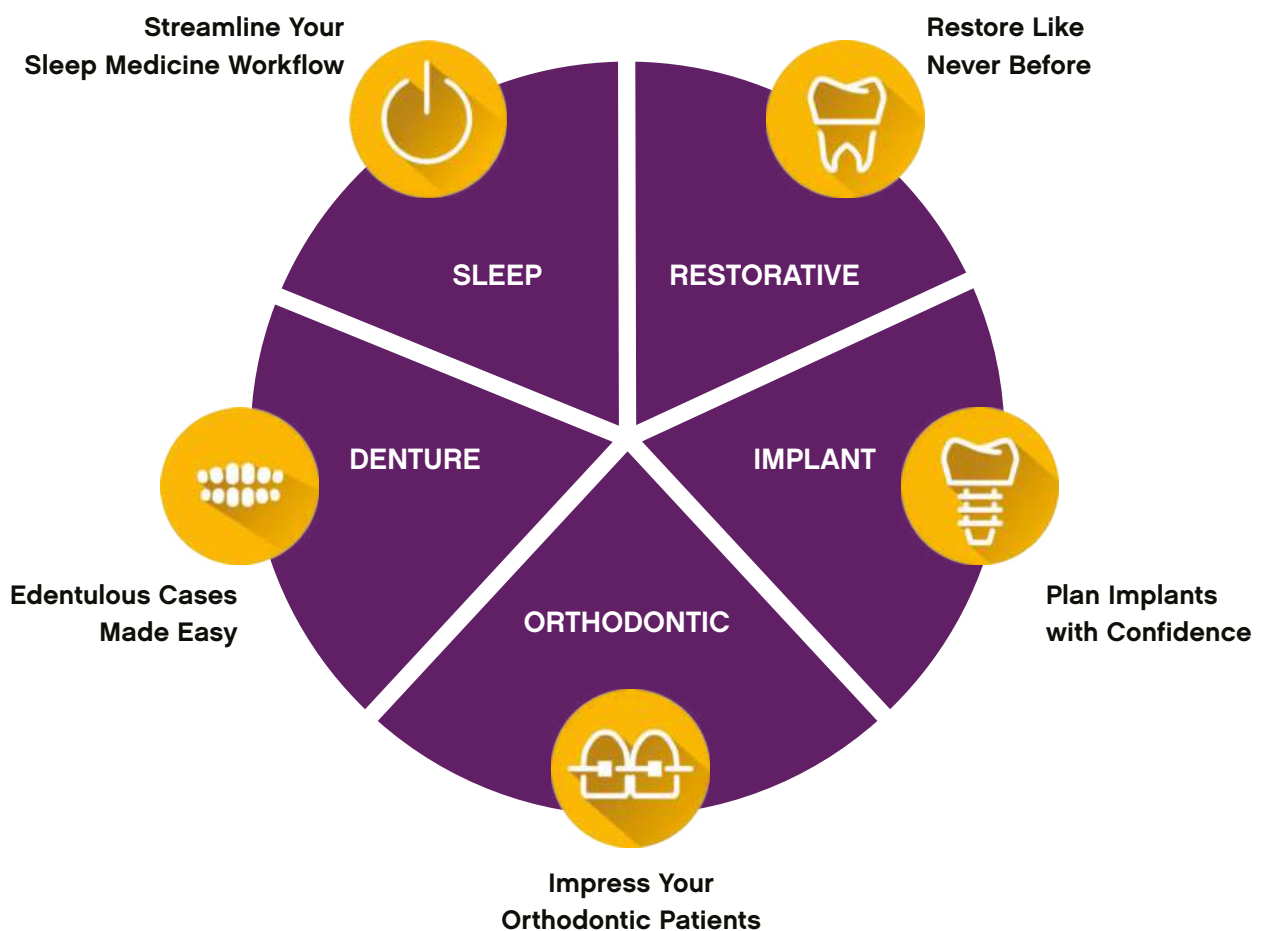 Streamline Your
Sleep Medicine Workflow
Restore Like
Never Before
SLEEP
RESTORATIVE
DENTURE
IMPLANT
Edentulous Cases
Made Easy
Plan Implants
with Confidence
ORTHODONTIC
Impress Your
Orthodontic Patients